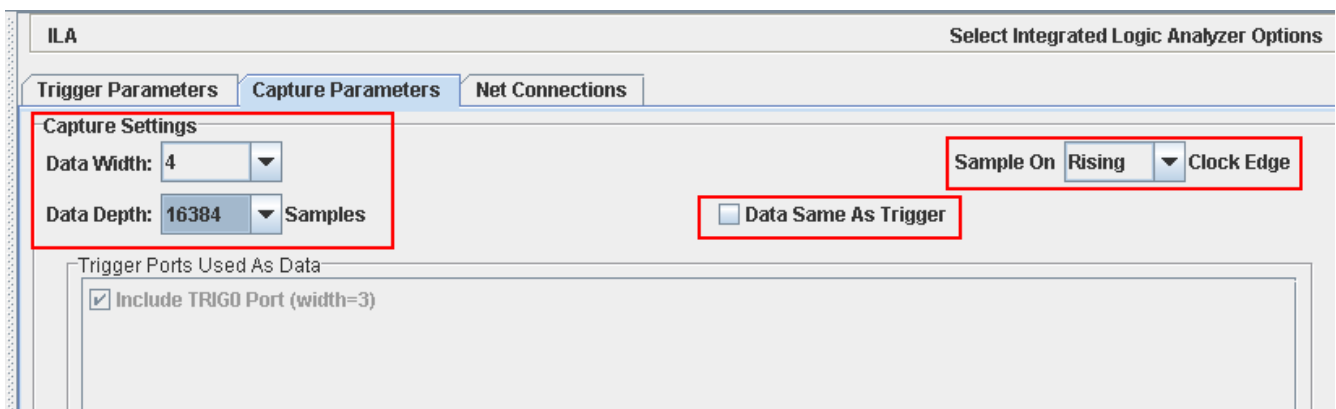 ILA Select Integrated Logic Analyzer Options
Trigger Parameters Capture Parameters Net Connections
Capture Settings
Data Width: 4 Sample On Rising Clock Edge
Data Depth: 16384 Samples Data Same As Trigger
Trigger Ports Used As Data
Include TRIG0 Port (width=3)